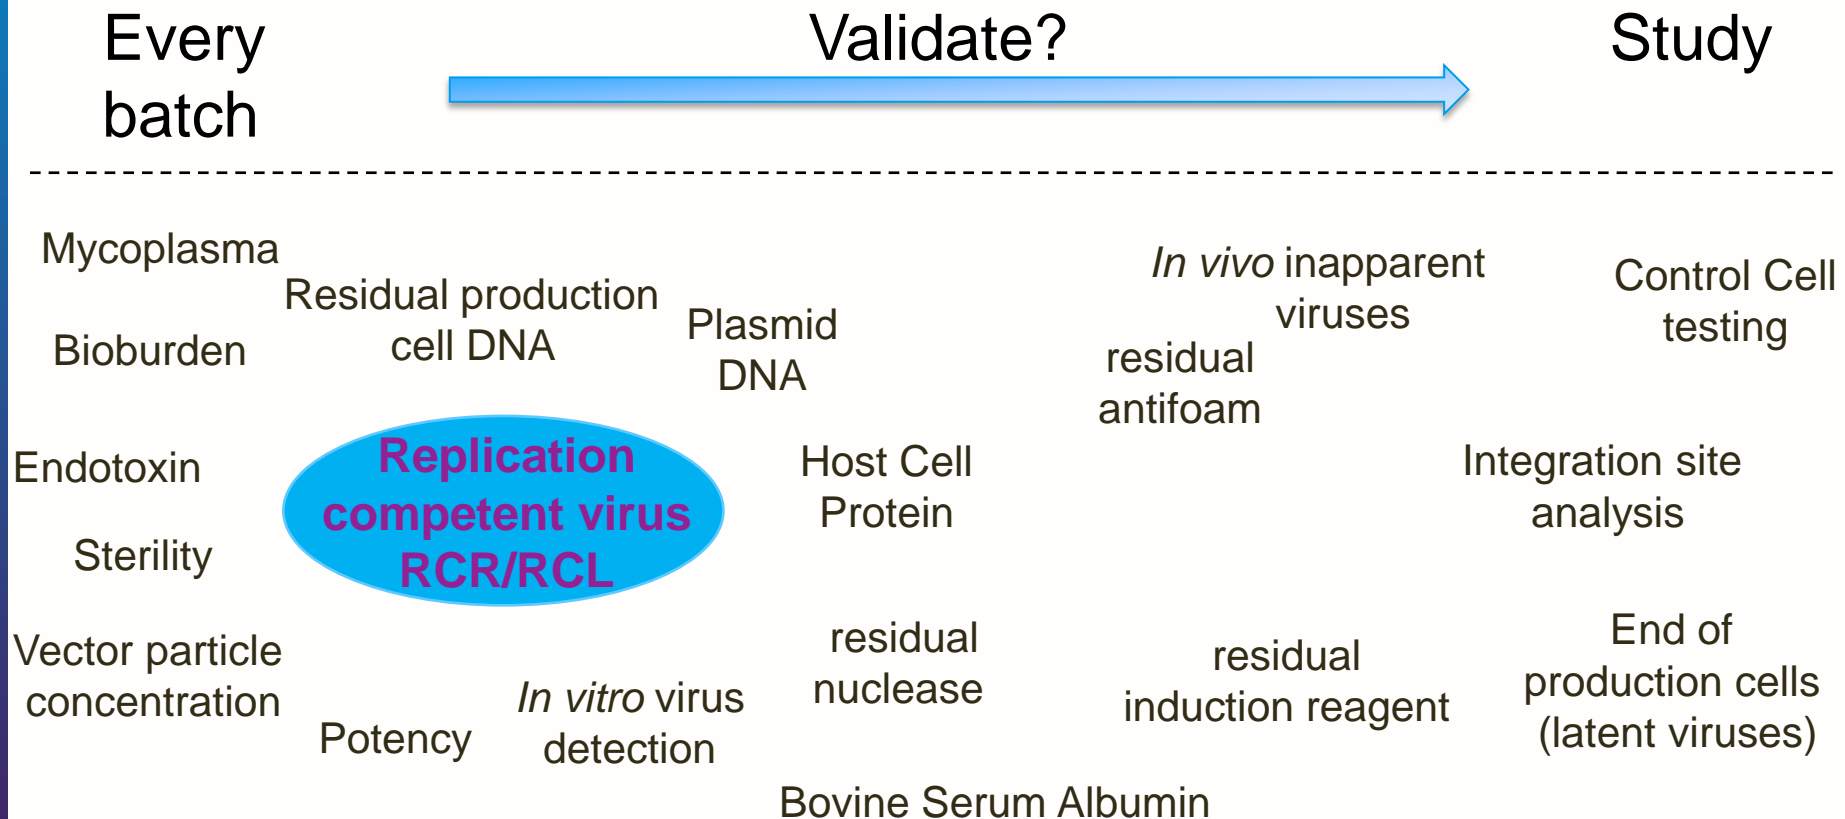 Every
batch
Validate?
Study
Mycoplasma
Bioburden
Residual production
cell DNA
Plasmid
DNA
In vivo inapparent
viruses
residual
antifoam
Control Cell
testing
Endotoxin
Sterility
Replication
competent virus
RCR/RCL
Host Cell
Protein
Integration site
analysis
Vector particle
concentration
Potency
In vitro virus
detection
residual
nuclease
residual
induction reagent
End of
production cells
(latent viruses)
Bovine Serum Albumin